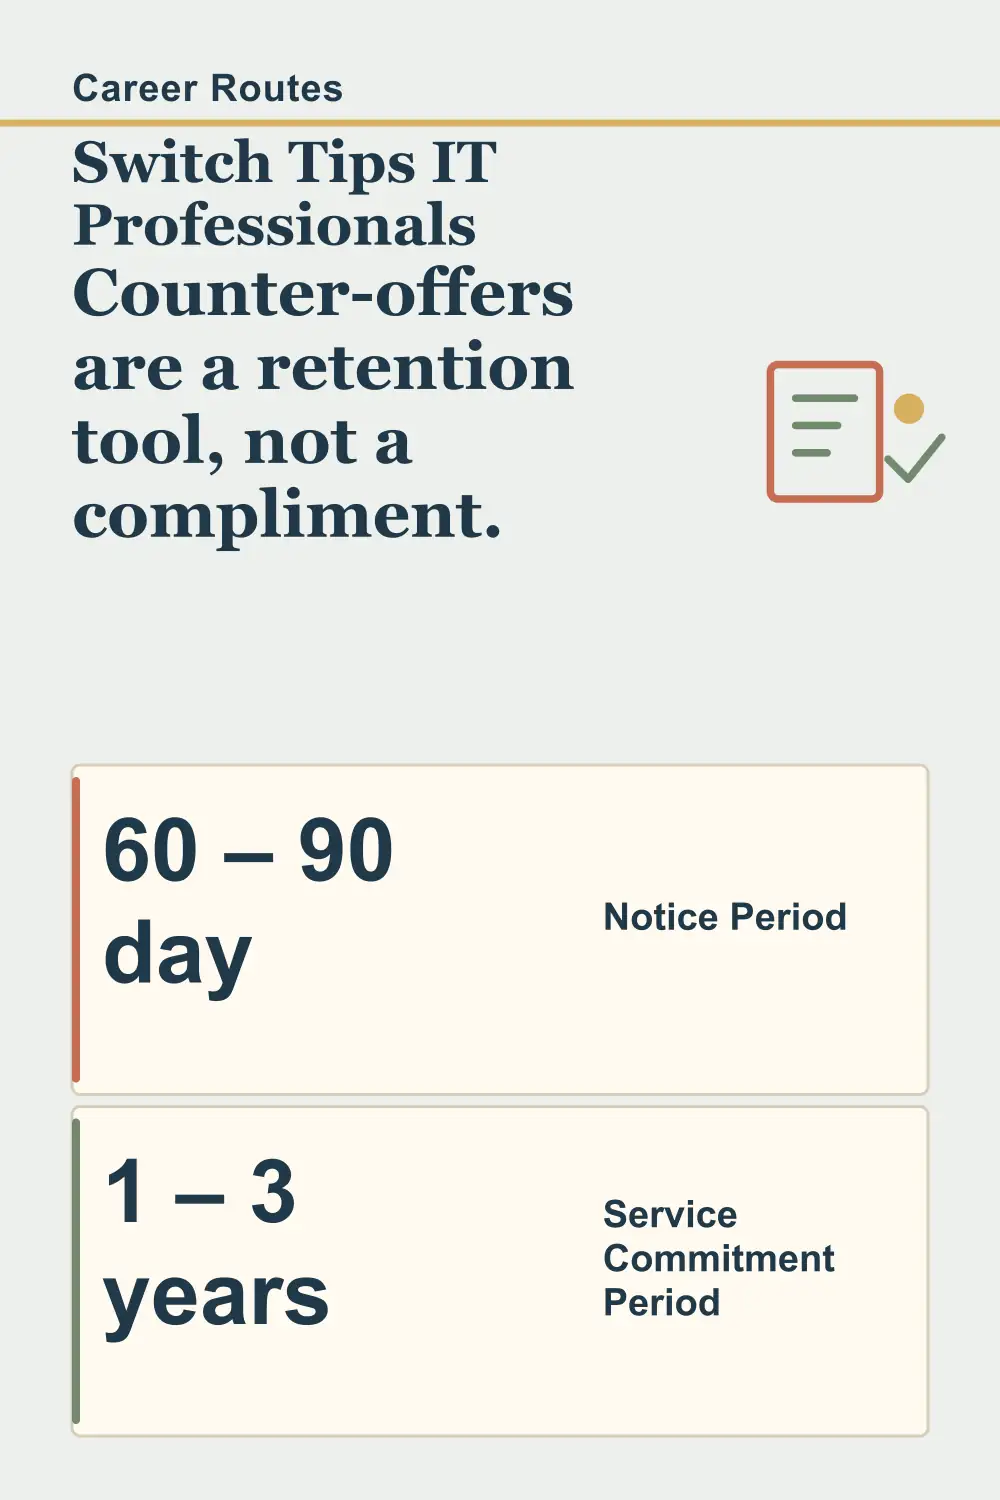 Career Routes
Switch Tips IT
Professionals
Counter-offers
are a retention
tool, not a
compliment.
60 – 90
day
Notice Period
1 – 3
years
Service
Commitment
Period